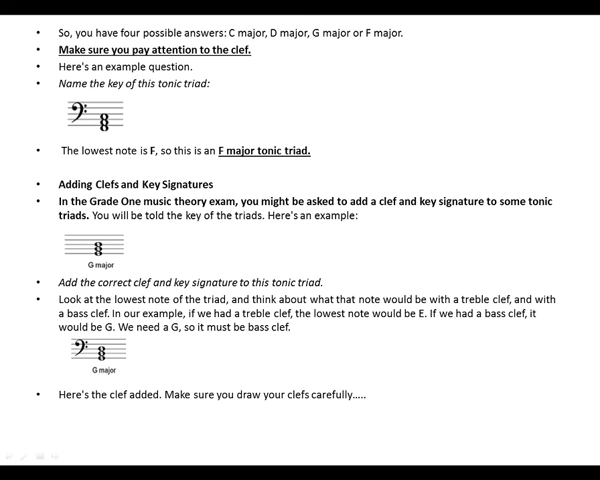 So, you have four possible answers: C major, D major, G major or F major.
Make sure you pay attention to the clef.
Here's an example question.
Name the key of this tonic triad:
The lowest note is F, so this is an F major tonic triad.
Adding Clefs and Key Signatures
In the Grade One music theory exam, you might be asked to add a clef and key signature to some tonic
triads. You will be told the key of the triads. Here's an example:
G major
Add the correct clef and key signature to this tonic triad.
Look at the lowest note of the triad, and think about what that note would be with a treble clef, and with
a bass clef. In our example, if we had a treble clef, the lowest note would be E. If we had a bass clef, it
would be G. We need a G, so it must be bass clef.
G major
Here's the clef added. Make sure you draw your clefs carefully.....